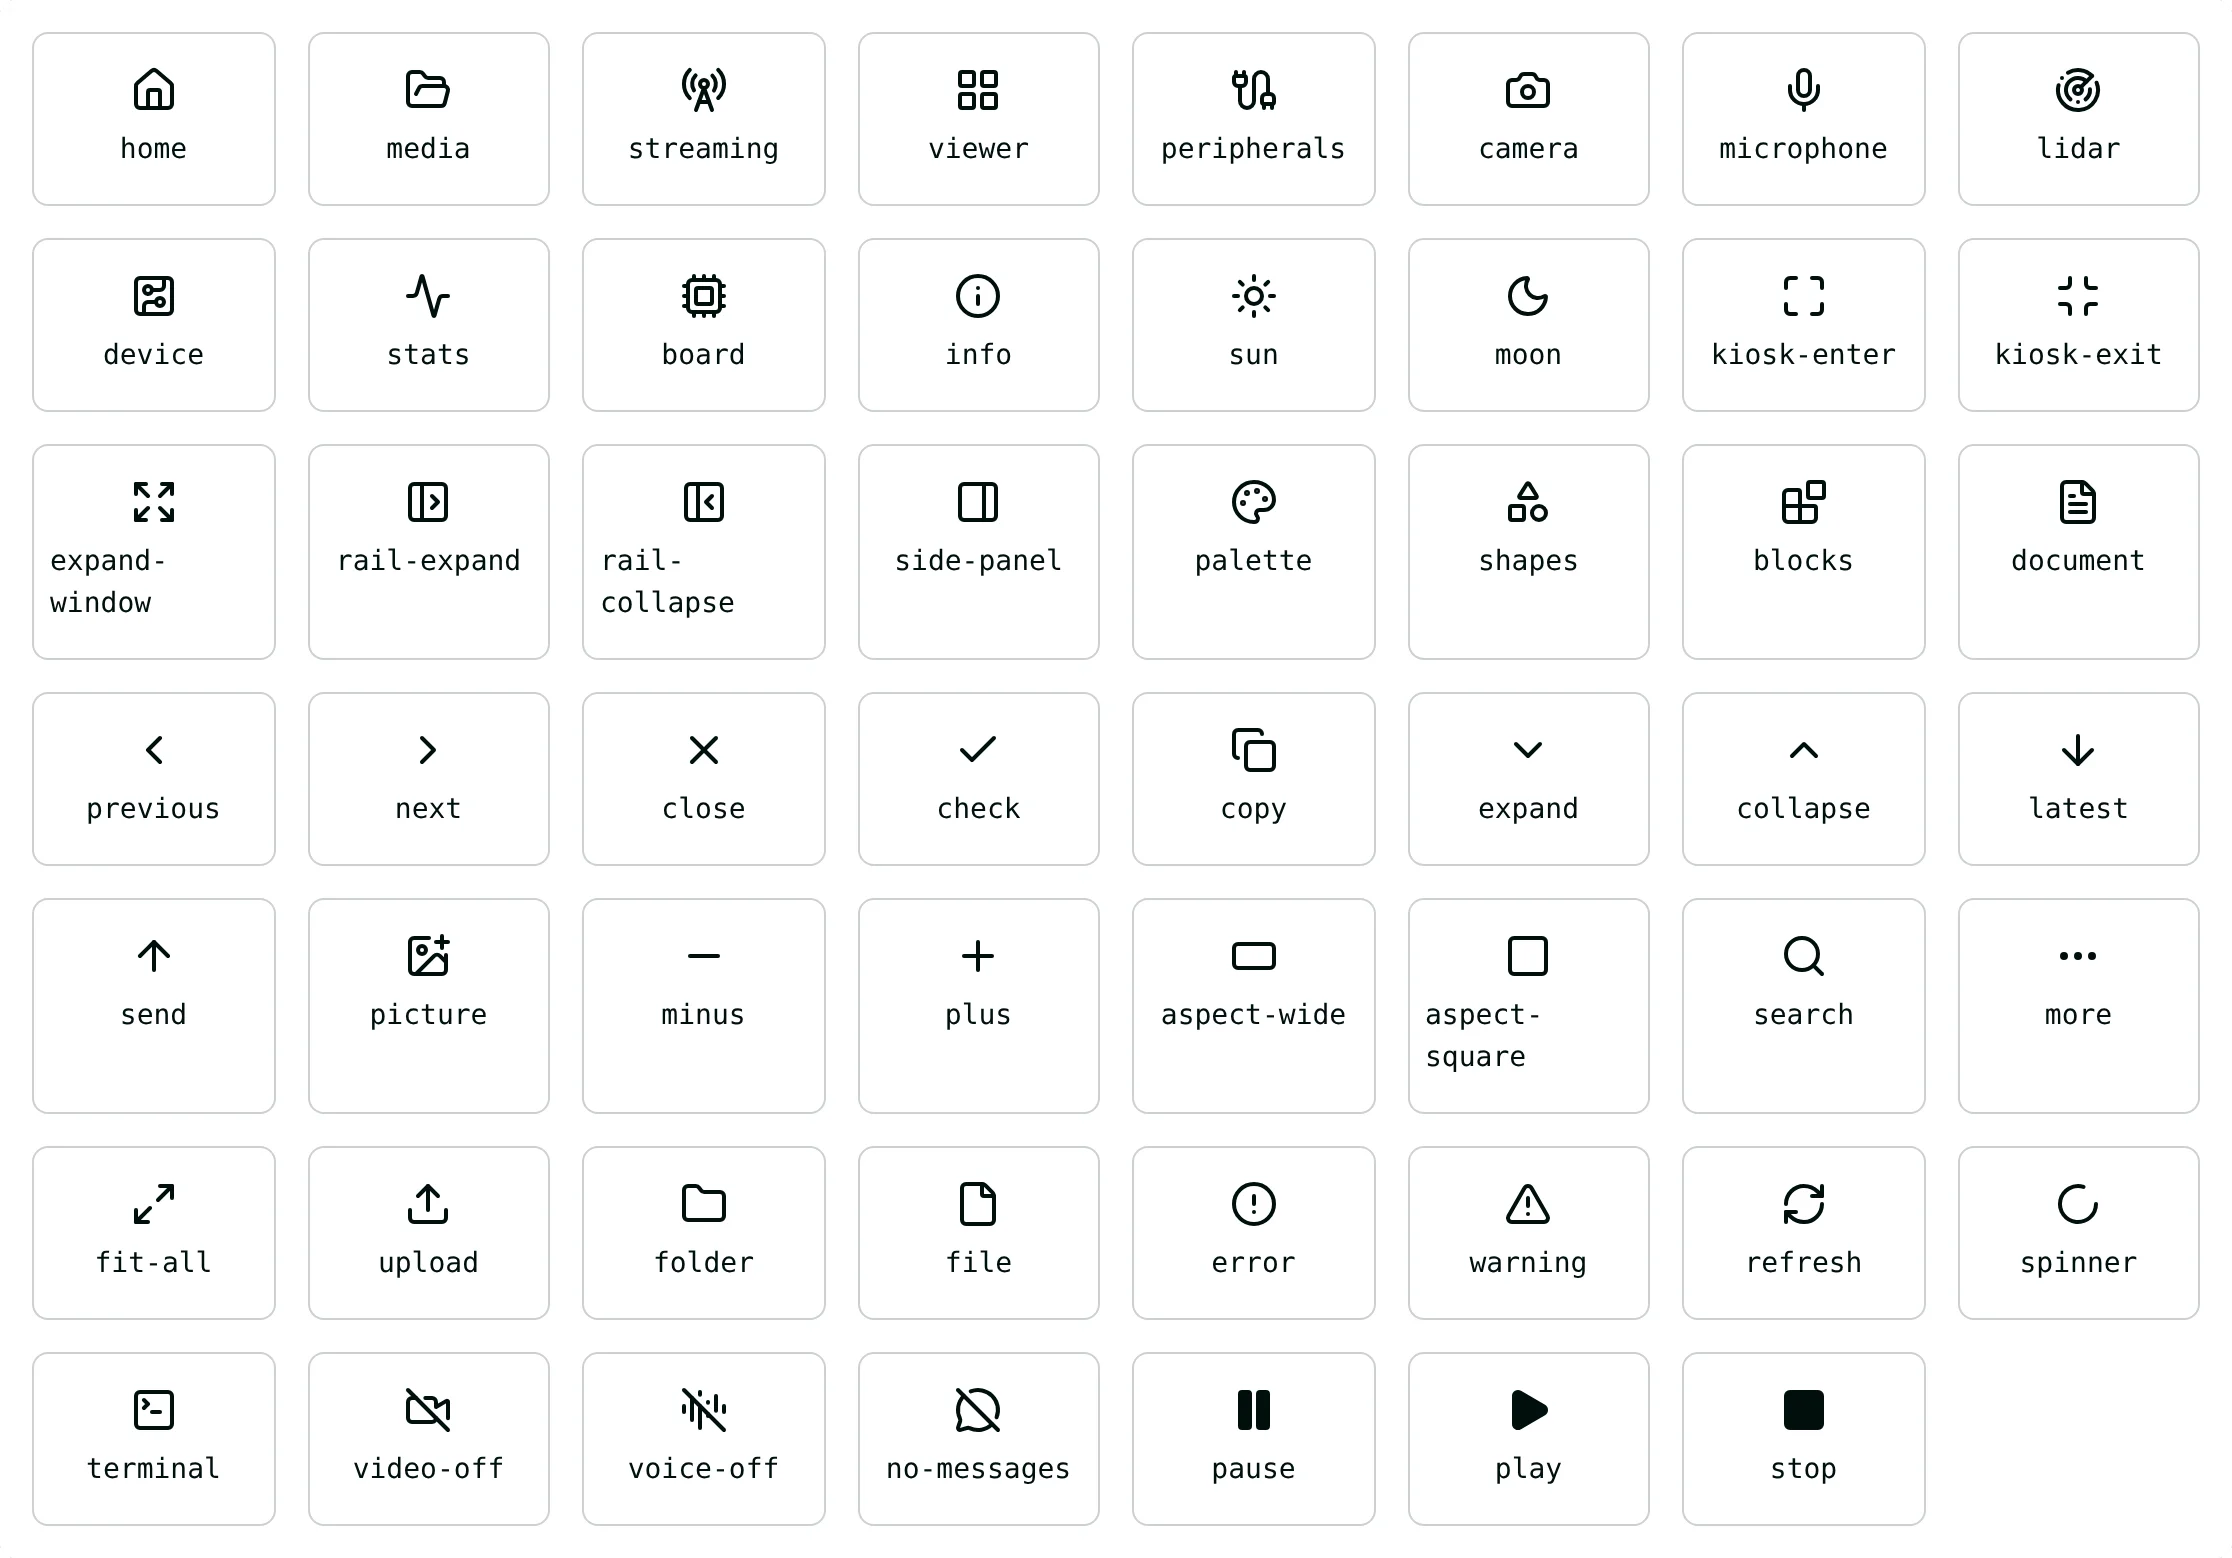 home
media
streaming
viewer
peripherals
camera
microphone
lidar
device
stats
board
info
sun
moon
kiosk-enter
kiosk-exit
expand-
window
rail-expand
rail-
collapse
side-panel
palette
shapes
blocks
document
previous
next
close
check
copy
expand
collapse
latest
send
picture
minus
plus
aspect-wide
aspect-
square
search
more
fit-all
upload
folder
file
error
warning
refresh
spinner
terminal
video-off
voice-off
no-messages
pause
play
stop